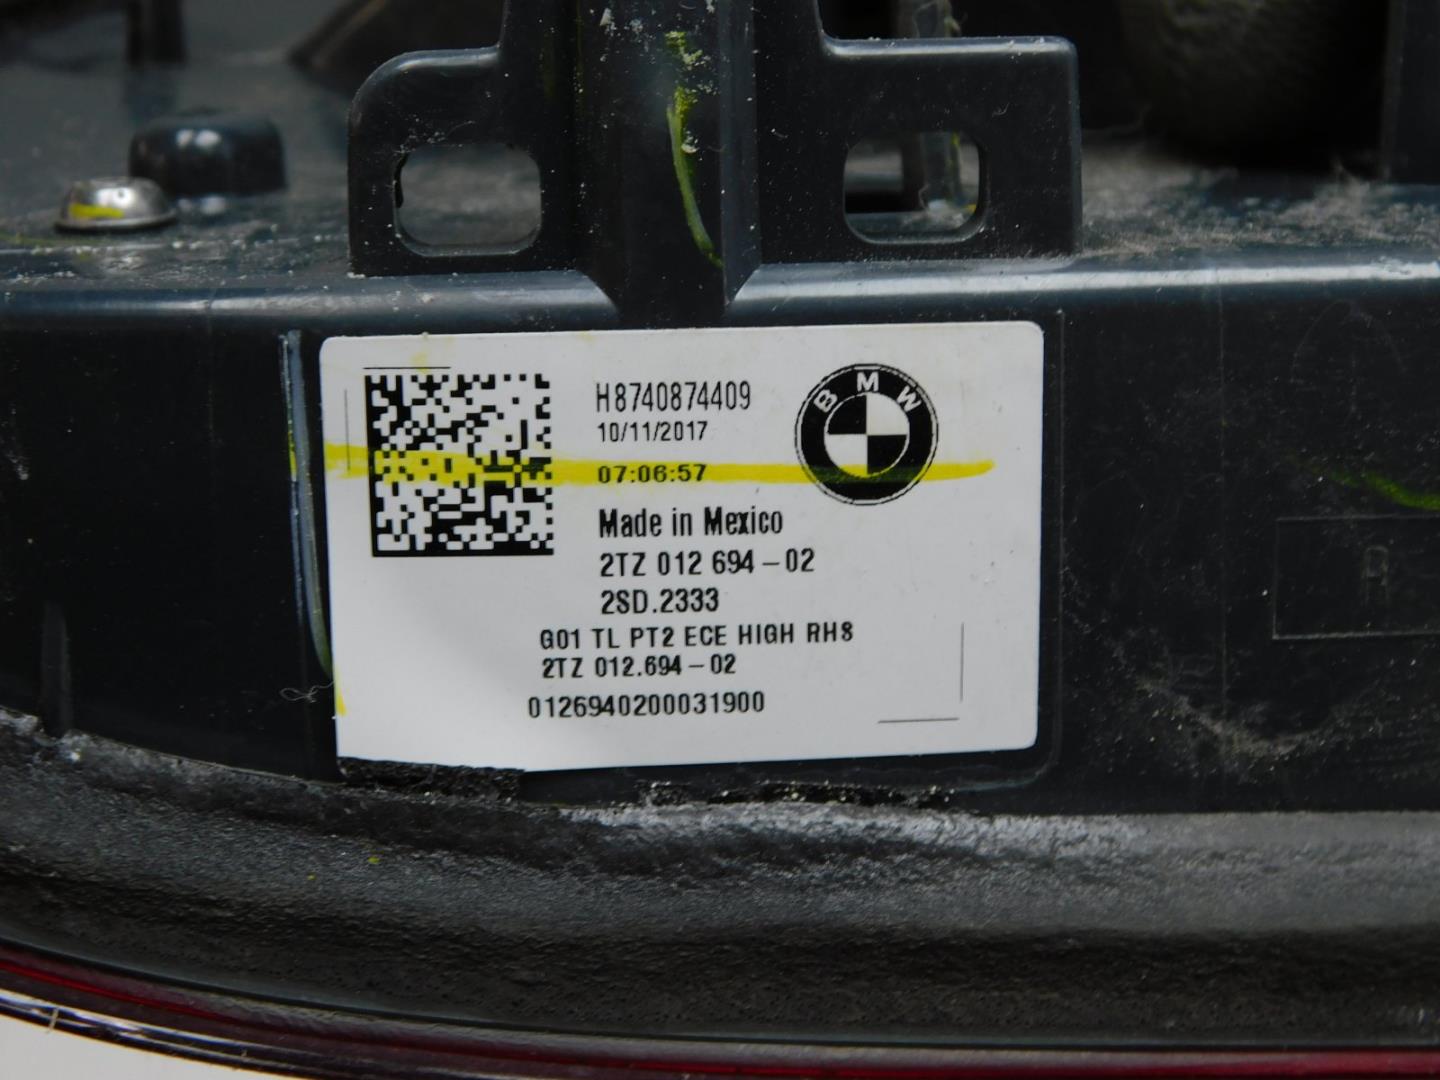 H8740874409
10/11/2017
07:06:57
BMW
Made in Mexico
2TZ 012 694-02
2SD.2333
G01 TL PT2 ECE HIGH RHS
2TZ 012.694-02
0126940200031900
R